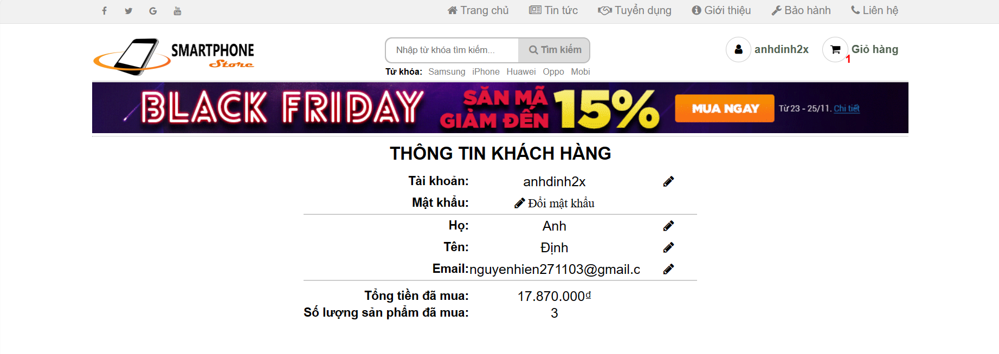 Trang chủ Tin tức Tuyển dụng Giới thiệu Bảo hành Liên hệ
SMARTPHONE
Store
Nhập từ khóa tìm kiếm... Tìm kiếm
anhdinh2x Giỏ hàng
1
Từ khóa: Samsung iPhone Huawei Oppo Mobi
BLACK FRIDAY SĂN MÃ GIẢM ĐẾN 15% MUA NGAY Từ 23 - 25/11. Chi tiết
THÔNG TIN KHÁCH HÀNG
Tài khoản: anhdinh2x
Mật khẩu: Đổi mật khẩu
Họ: Anh
Tên: Định
Email: nguyenhien271103@gmail.c
Tổng tiền đã mua: 17.870.000₫
Số lượng sản phẩm đã mua: 3